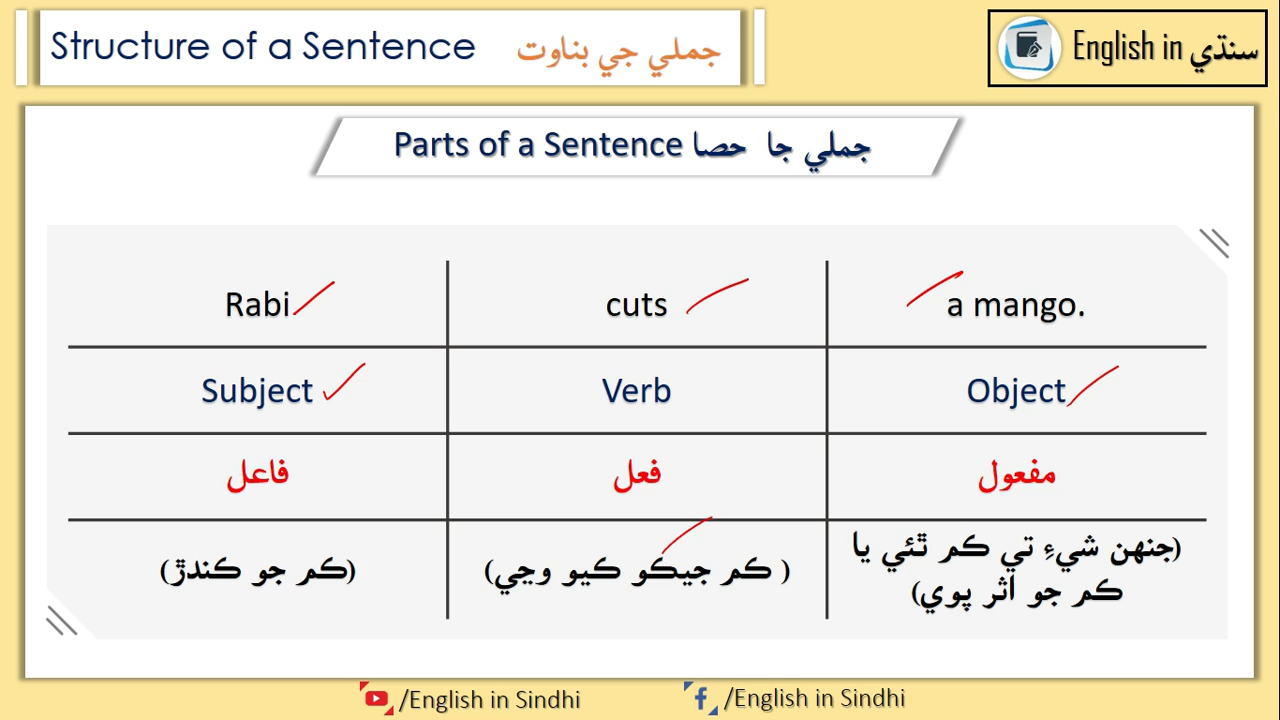 Structure of a Sentence جملي جي بناوت
English in سنڌي
Parts of a Sentence جملي جا حصا
Rabi cuts a mango.
Subject Verb Object
فاعل فعل مفعول
(ڪم جو ڪندڙ) ( ڪم جيڪو ڪيو وڃي) (جنهن شيءِ تي ڪم ٿئي يا
ڪم جو اثر پوي)
/English in Sindhi /English in Sindhi